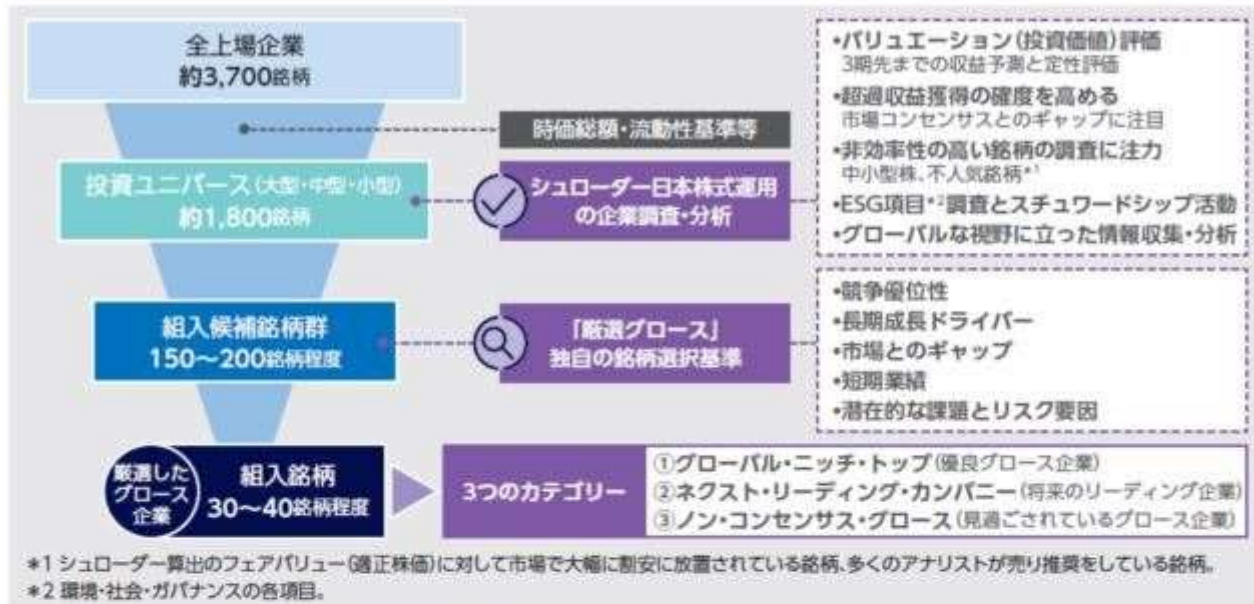 全上場企業
約3,700銘柄
時価総額・流動性基準等
投資ユニバース(大型・中型・小型)
約1,800銘柄
シュローダー日本株式運用
の企業調査・分析
•バリュエーション(投資価値)評価
3期先までの収益予測と定性評価
•超過収益獲得の確度を高める
市場コンセンサスとのギャップに注目
•非効率性の高い銘柄の調査に注力
中小型株、不人気銘柄*1
•ESG項目*2調査とスチュワードシップ活動
•グローバルな視野に立った情報収集・分析
組入候補銘柄群
150～200銘柄程度
「厳選グロース」
独自の銘柄選択基準
•競争優位性
•長期成長ドライバー
•市場とのギャップ
•短期業績
•潜在的な課題とリスク要因
厳選した
グロース
企業
組入銘柄
30～40銘柄程度
3つのカテゴリー
①グローバル・ニッチ・トップ(優良グロース企業)
②ネクスト・リーディング・カンパニー(将来のリーディング企業)
③ノン・コンセンサス・グロース(見過ごされているグロース企業)
*1 シュローダー算出のフェアバリュー(適正株価)に対して市場で大幅に割安に放置されている銘柄、多くのアナリストが売り推奨をしている銘柄。
*2 環境・社会・ガバナンスの各項目。